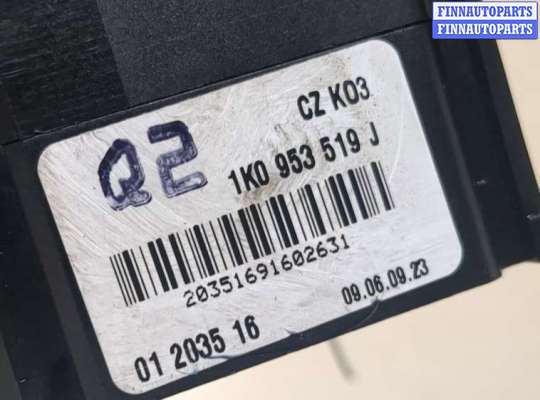 FINNAUTOPARTS
FINNAUTOPARTS
CZ K03
Q2
1K0 953 519 J
20351691602631
01 2035 16
09.06.09.23